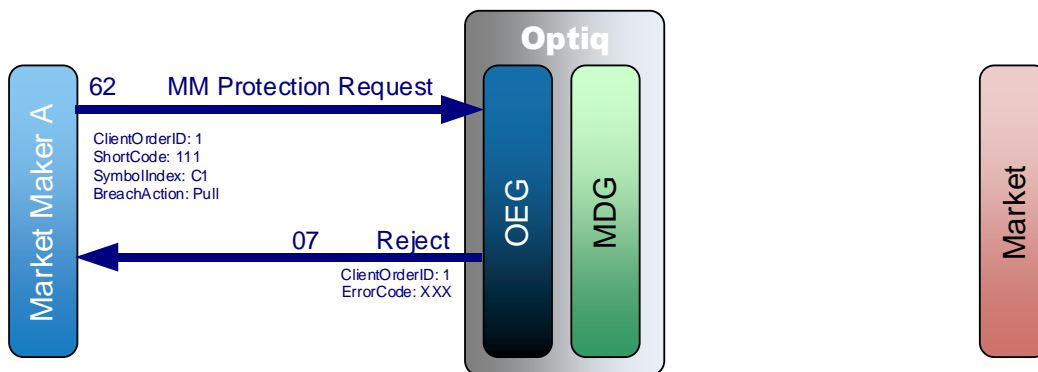 Optiq
62 MM Protection Request
ClientOrderID: 1
ShortCode: 111
SymbolIndex: C1
BreachAction: Pull
07 Reject
ClientOrderID: 1
ErrorCode: XXX
Market Maker A
OEG
MDG
Market